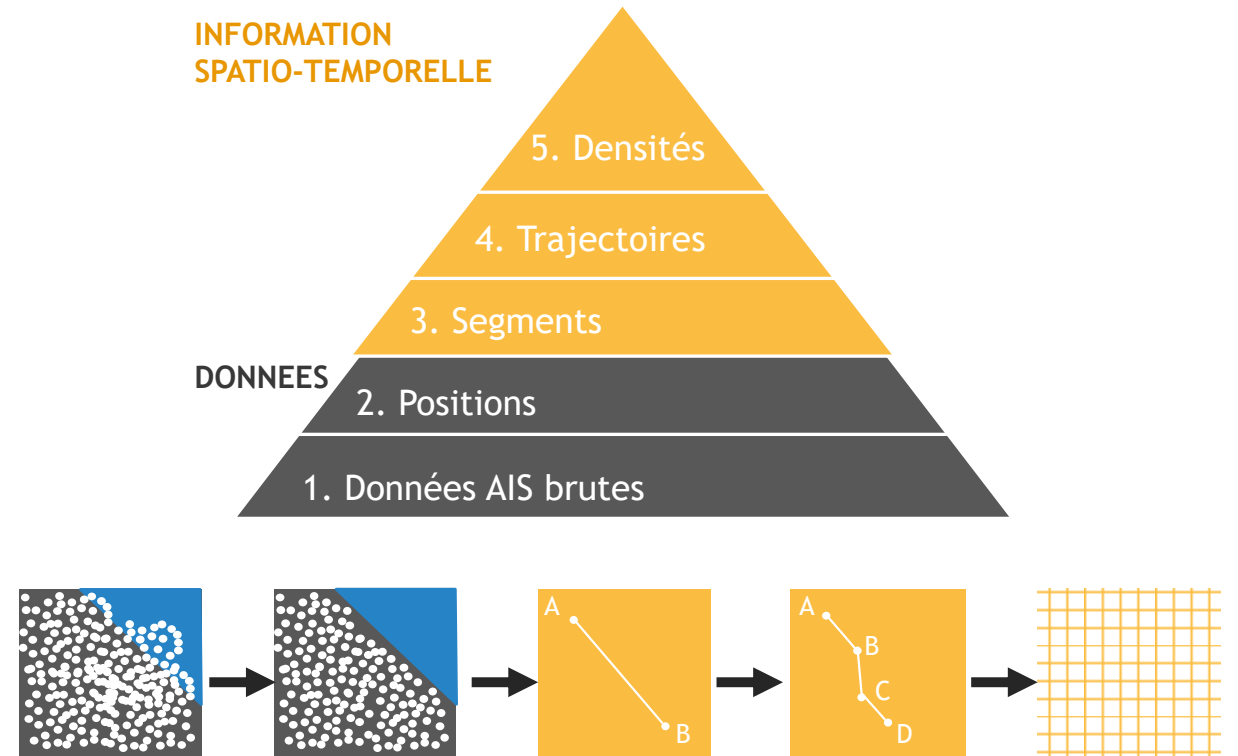 INFORMATION
SPATIO-TEMPORELLE
5. Densités
4. Trajectoires
3. Segments
DONNEES
2. Positions
1. Données AIS brutes
A
B
A
B
C
D